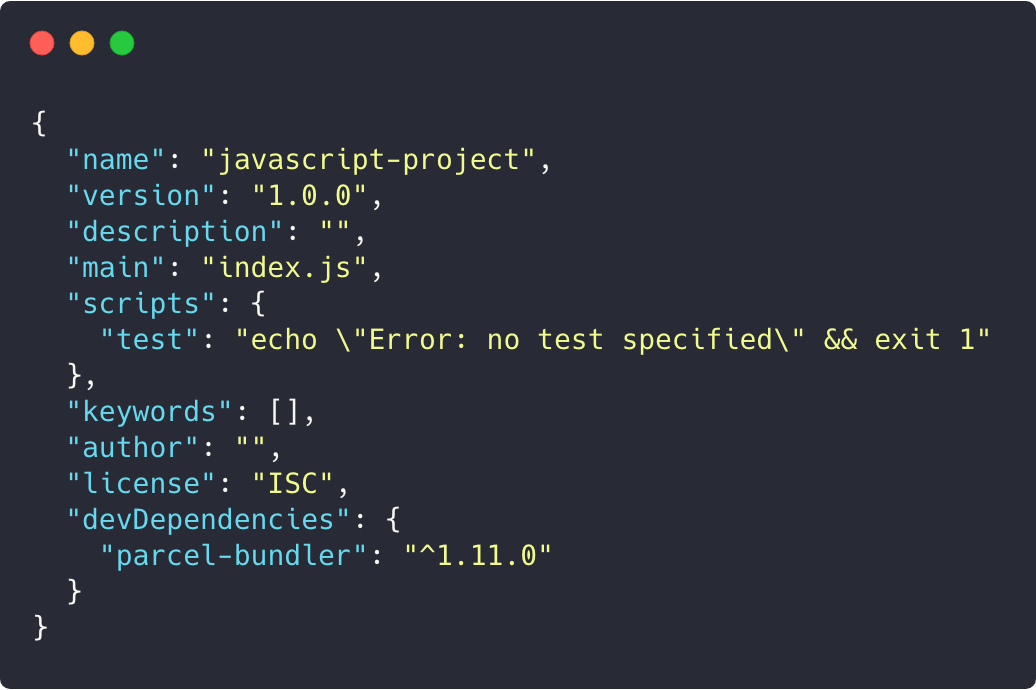 {
  "name": "javascript-project",
  "version": "1.0.0",
  "description": "",
  "main": "index.js",
  "scripts": {
    "test": "echo \"Error: no test specified\" && exit 1"
  },
  "keywords": [],
  "author": "",
  "license": "ISC",
  "devDependencies": {
    "parcel-bundler": "^1.11.0"
  }
}